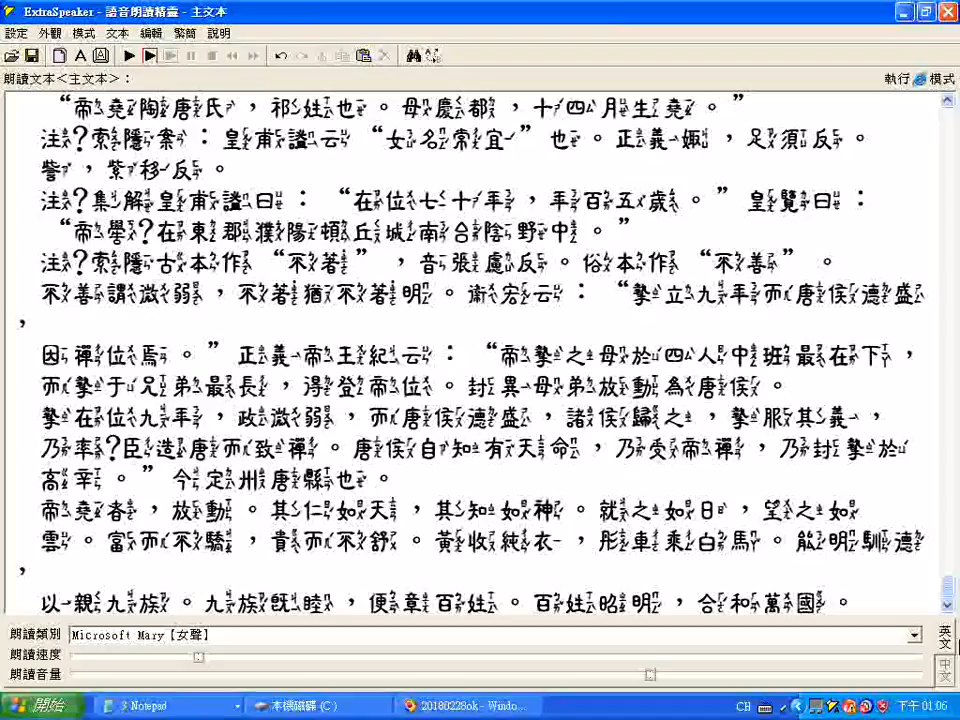 ExtraSpeaker - 語音朗讀精靈 - 主文本
設定 外觀 模式 文本 編輯 繁簡 說明
朗讀文本<主文本>： 執行 模式
“帝堯陶唐氏，祁姓也。母慶都，十四月生堯。”
注?索隱案：皇甫謐云“女名常宜”也。正義娵，足須反。
訾，紫移反。
注?集解皇甫謐曰：“在位七十年，年百五歲。”皇覽曰：
“帝嚳?在東郡濮陽頓丘城南台陰野中。”
注?索隱古本作“不著”，音張慮反。俗本作“不善”。
不善謂微弱，不著猶不著明。衛宏云：“摯立九年而唐侯德盛
，
因禪位焉。”正義帝王紀云：“帝摯之母於四人中班最在下，
而摯于兄弟最長，得登帝位。封異母弟放勳為唐侯。
摯在位九年，政微弱，而唐侯德盛，諸侯歸之，摯服其義，
乃率?臣造唐而致禪。唐侯自知有天命，乃受帝禪，乃封摯於
高辛。”今定州唐縣也。
帝堯者，放勳。其仁如天，其知如神。就之如日，望之如
雲。富而不驕，貴而不舒。黃收純衣，彤車乘白馬。能明馴德
，
以親九族。九族既睦，便章百姓。百姓昭明，合和萬國。
朗讀類別 Microsoft Mary【女聲】 英文
朗讀速度
朗讀音量 中文
開始 3 Notepad 本機磁碟 (C:) 20180228ok - Windo... CH 下午 01:06